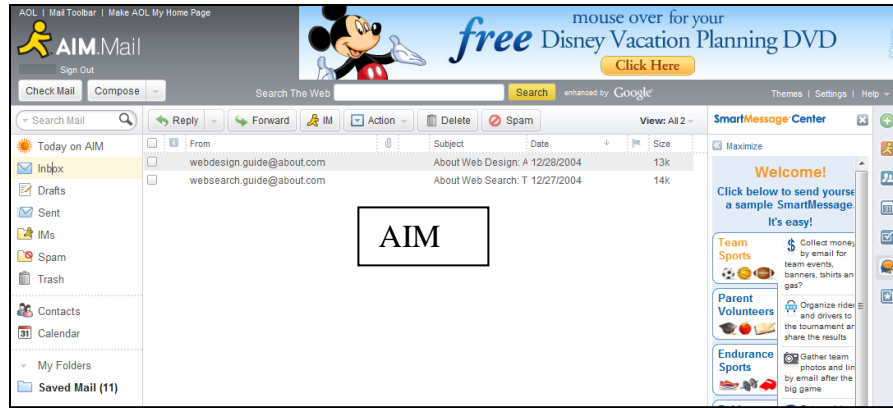 AOL | Mail Toolbar | Make AOL My Home Page
AIM.Mail
Sign Out
mouse over for your
free Disney Vacation Planning DVD
Click Here
Check Mail Compose
Search The Web Search enhanced by Google
Themes | Settings | Help
Search Mail
Reply Forward IM Action Delete Spam View: All 2
From Subject Date Size
webdesign.guide@about.com About Web Design: A 12/28/2004 13k
websearch.guide@about.com About Web Search: T 12/27/2004 14k
AIM
Today on AIM
Inbox
Drafts
Sent
IMs
Spam
Trash
Contacts
31 Calendar
My Folders
Saved Mail (11)
SmartMessage Center
Maximize
Welcome!
Click below to send yourse
a sample SmartMessage.
It's easy!
Team
Sports
Collect money
by email for
team events,
banners, tshirts an
gas?
Parent
Volunteers
Organize rides
and drivers to
the tournament ar
share the results
Endurance
Sports
Gather team
photos and lin
by email after the
big game
31